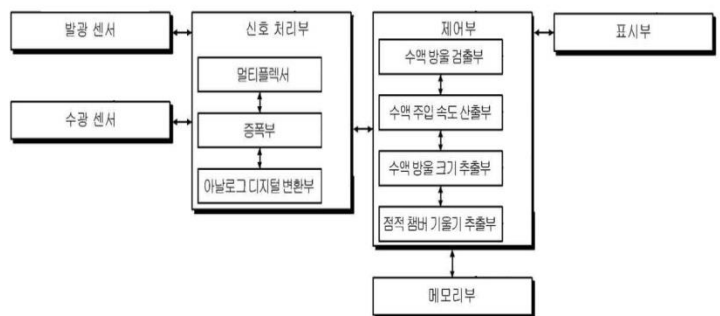 발광 센서
수광 센서
신호 처리부
멀티플렉서
증폭부
아날로그 디지털 변환부
제어부
수액 방울 검출부
수액 주입 속도 산출부
수액 방울 크기 추출부
점적 챔버 기울기 추출부
표시부
메모리부